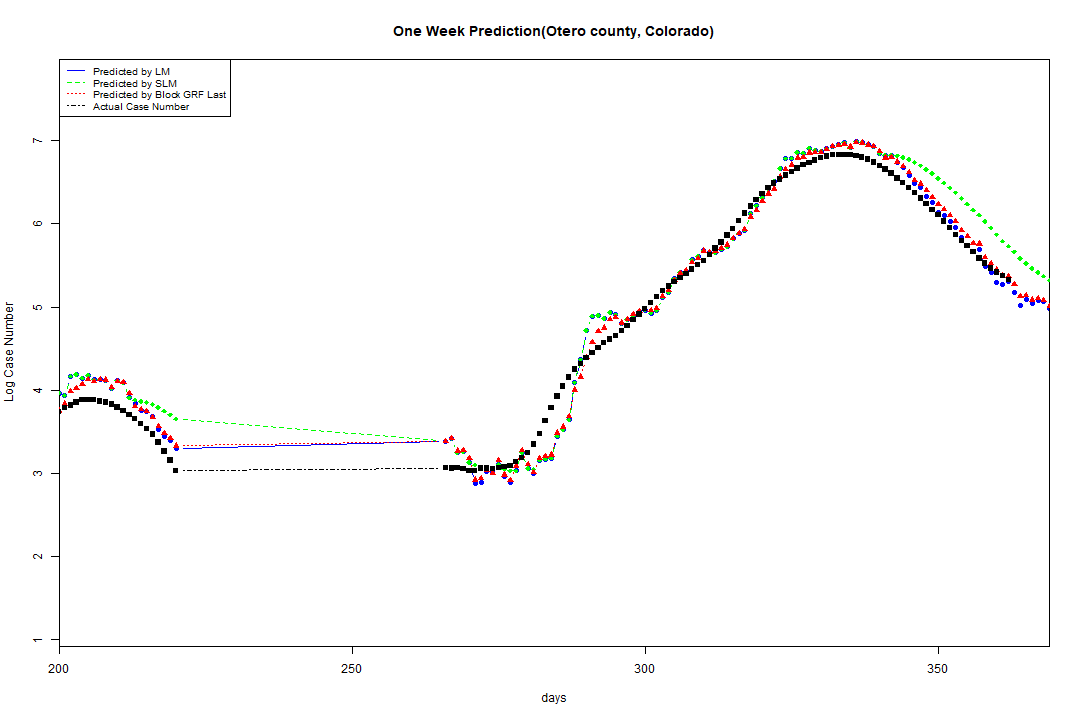 One Week Prediction(Otero county, Colorado)
Predicted by LM
Predicted by SLM
Predicted by Block GRF Last
Actual Case Number
7
6
5
4
3
2
1
Log Case Number
200
250
300
350
days